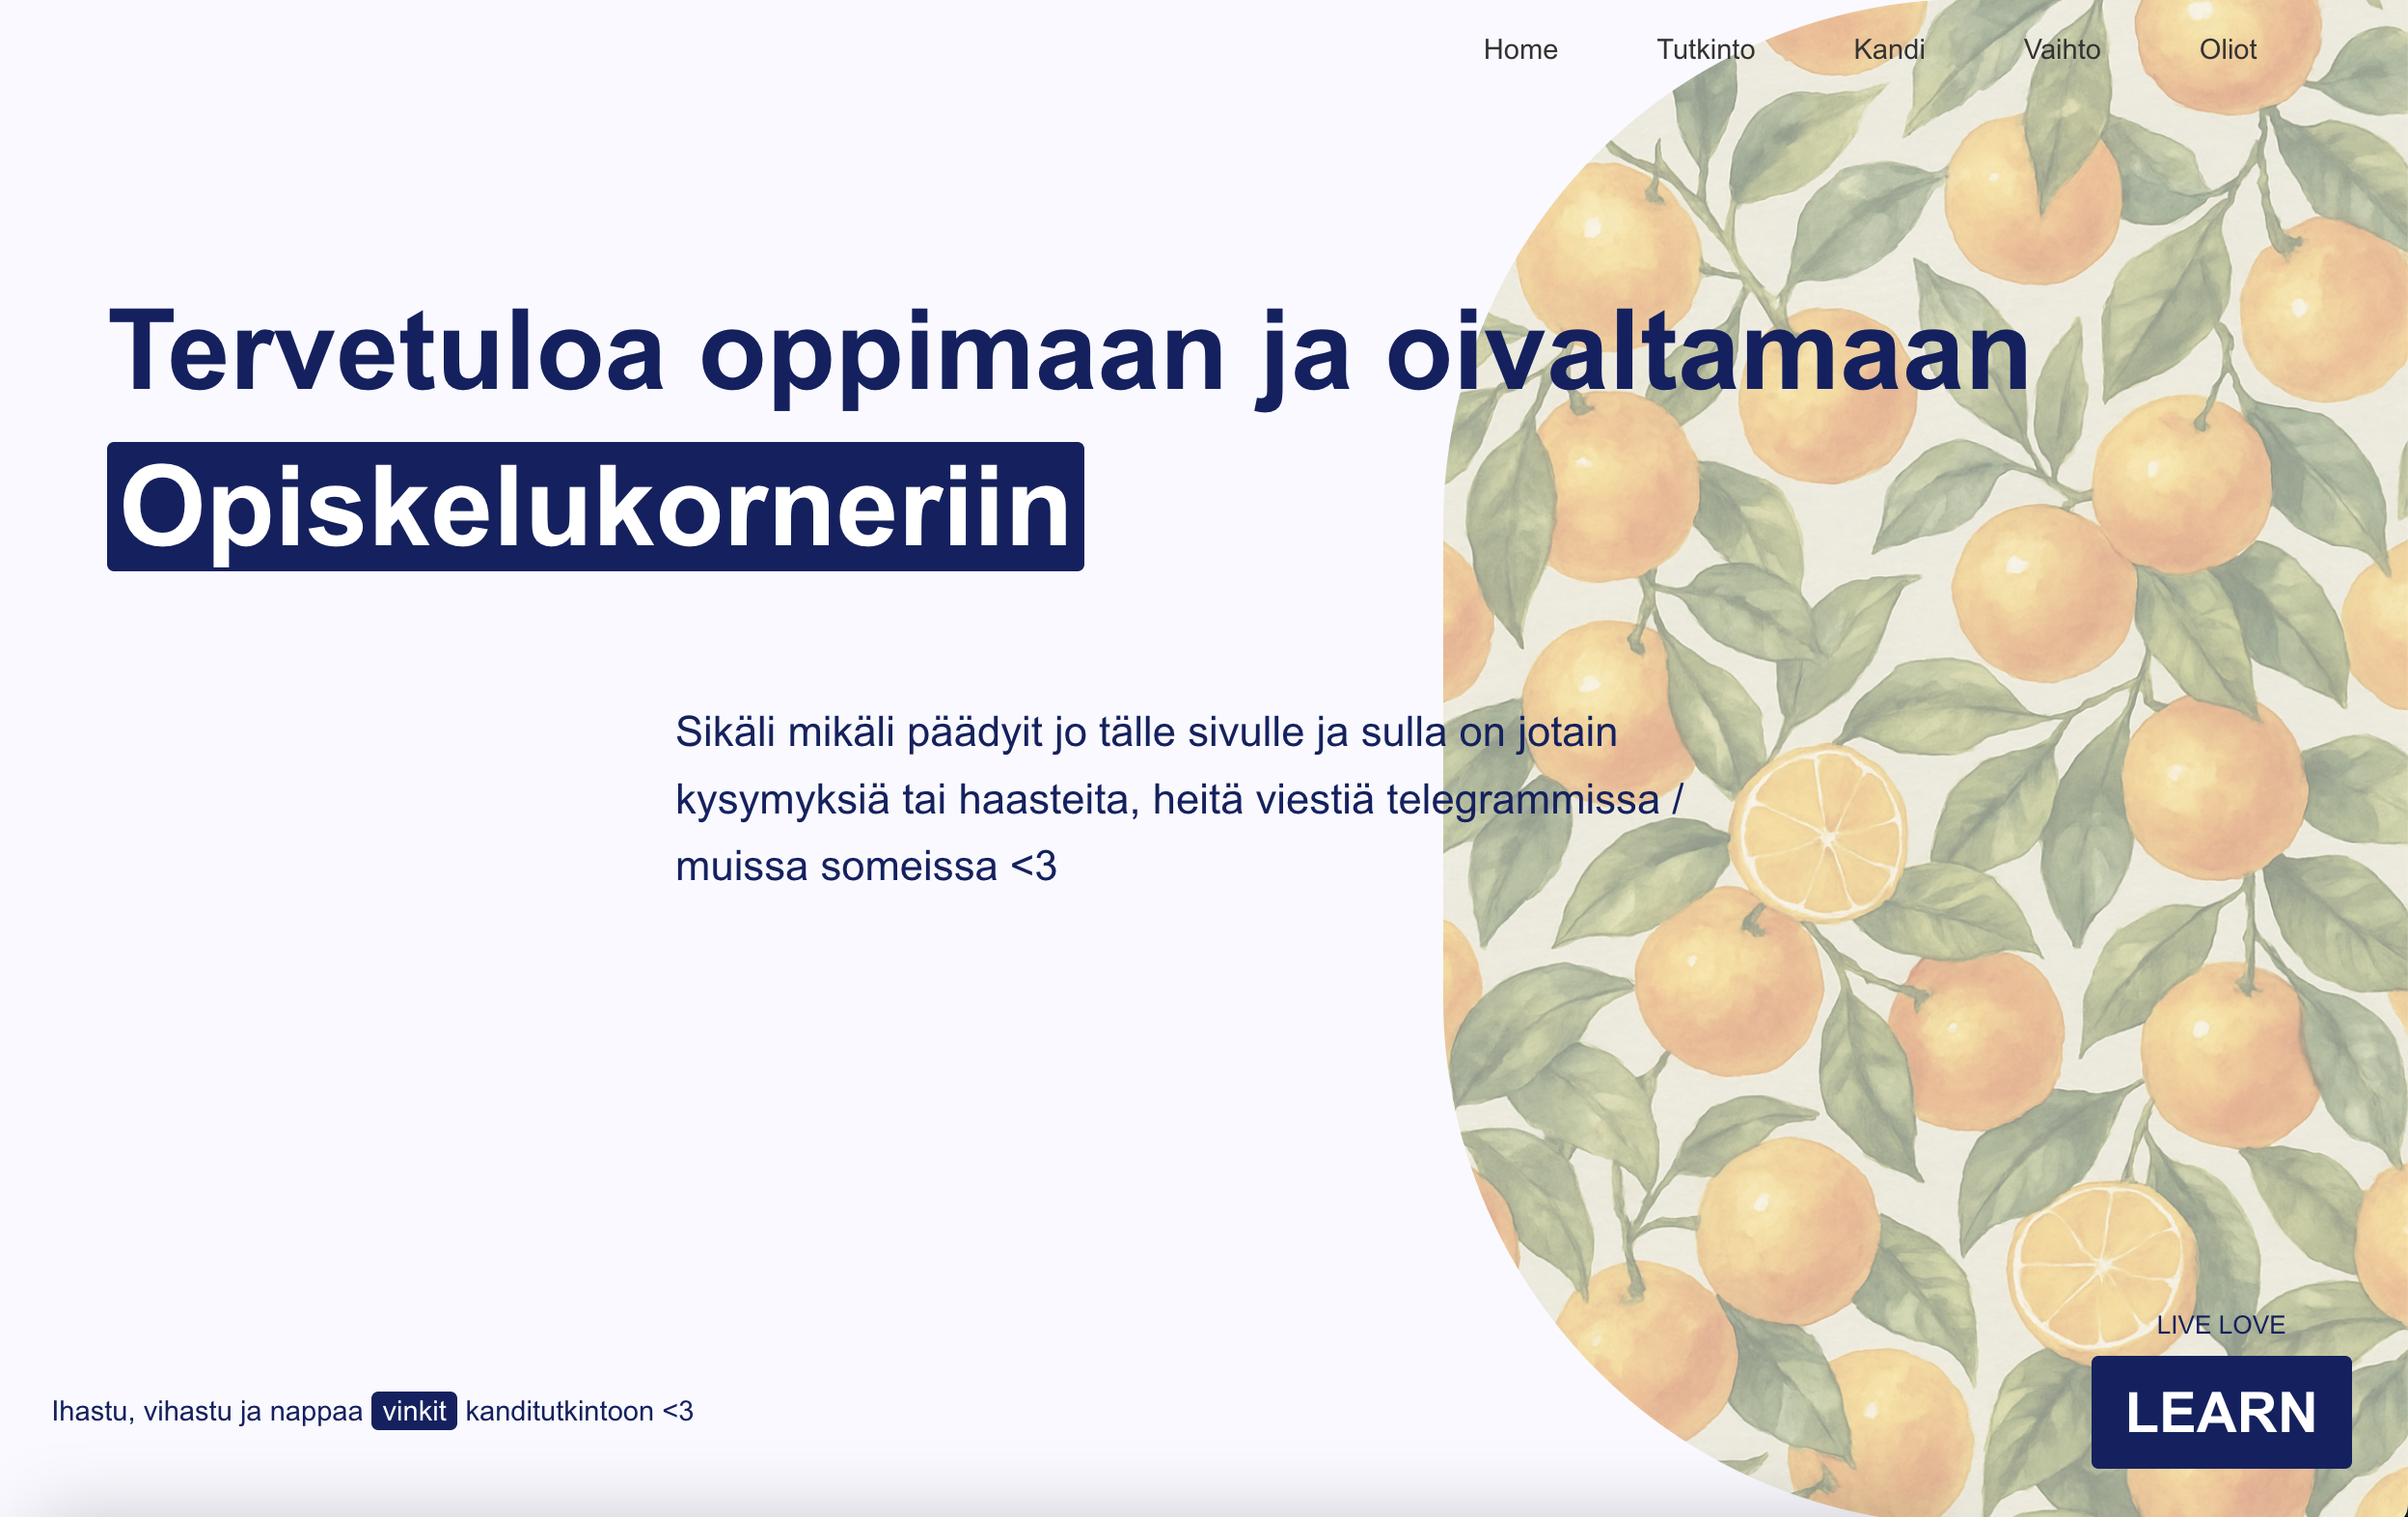 Home Tutkinto Kandi Vaihto Oliot
Tervetuloa oppimaan ja oivaltamaan
Opiskelukorneriin
Sikäli mikäli päädyit jo tälle sivulle ja sulla on jotain
kysymyksiä tai haasteita, heitä viestiä telegrammissa /
muissa someissa <3
LIVE LOVE
LEARN
Ihastu, vihastu ja nappaa vinkit kanditutkintoon <3